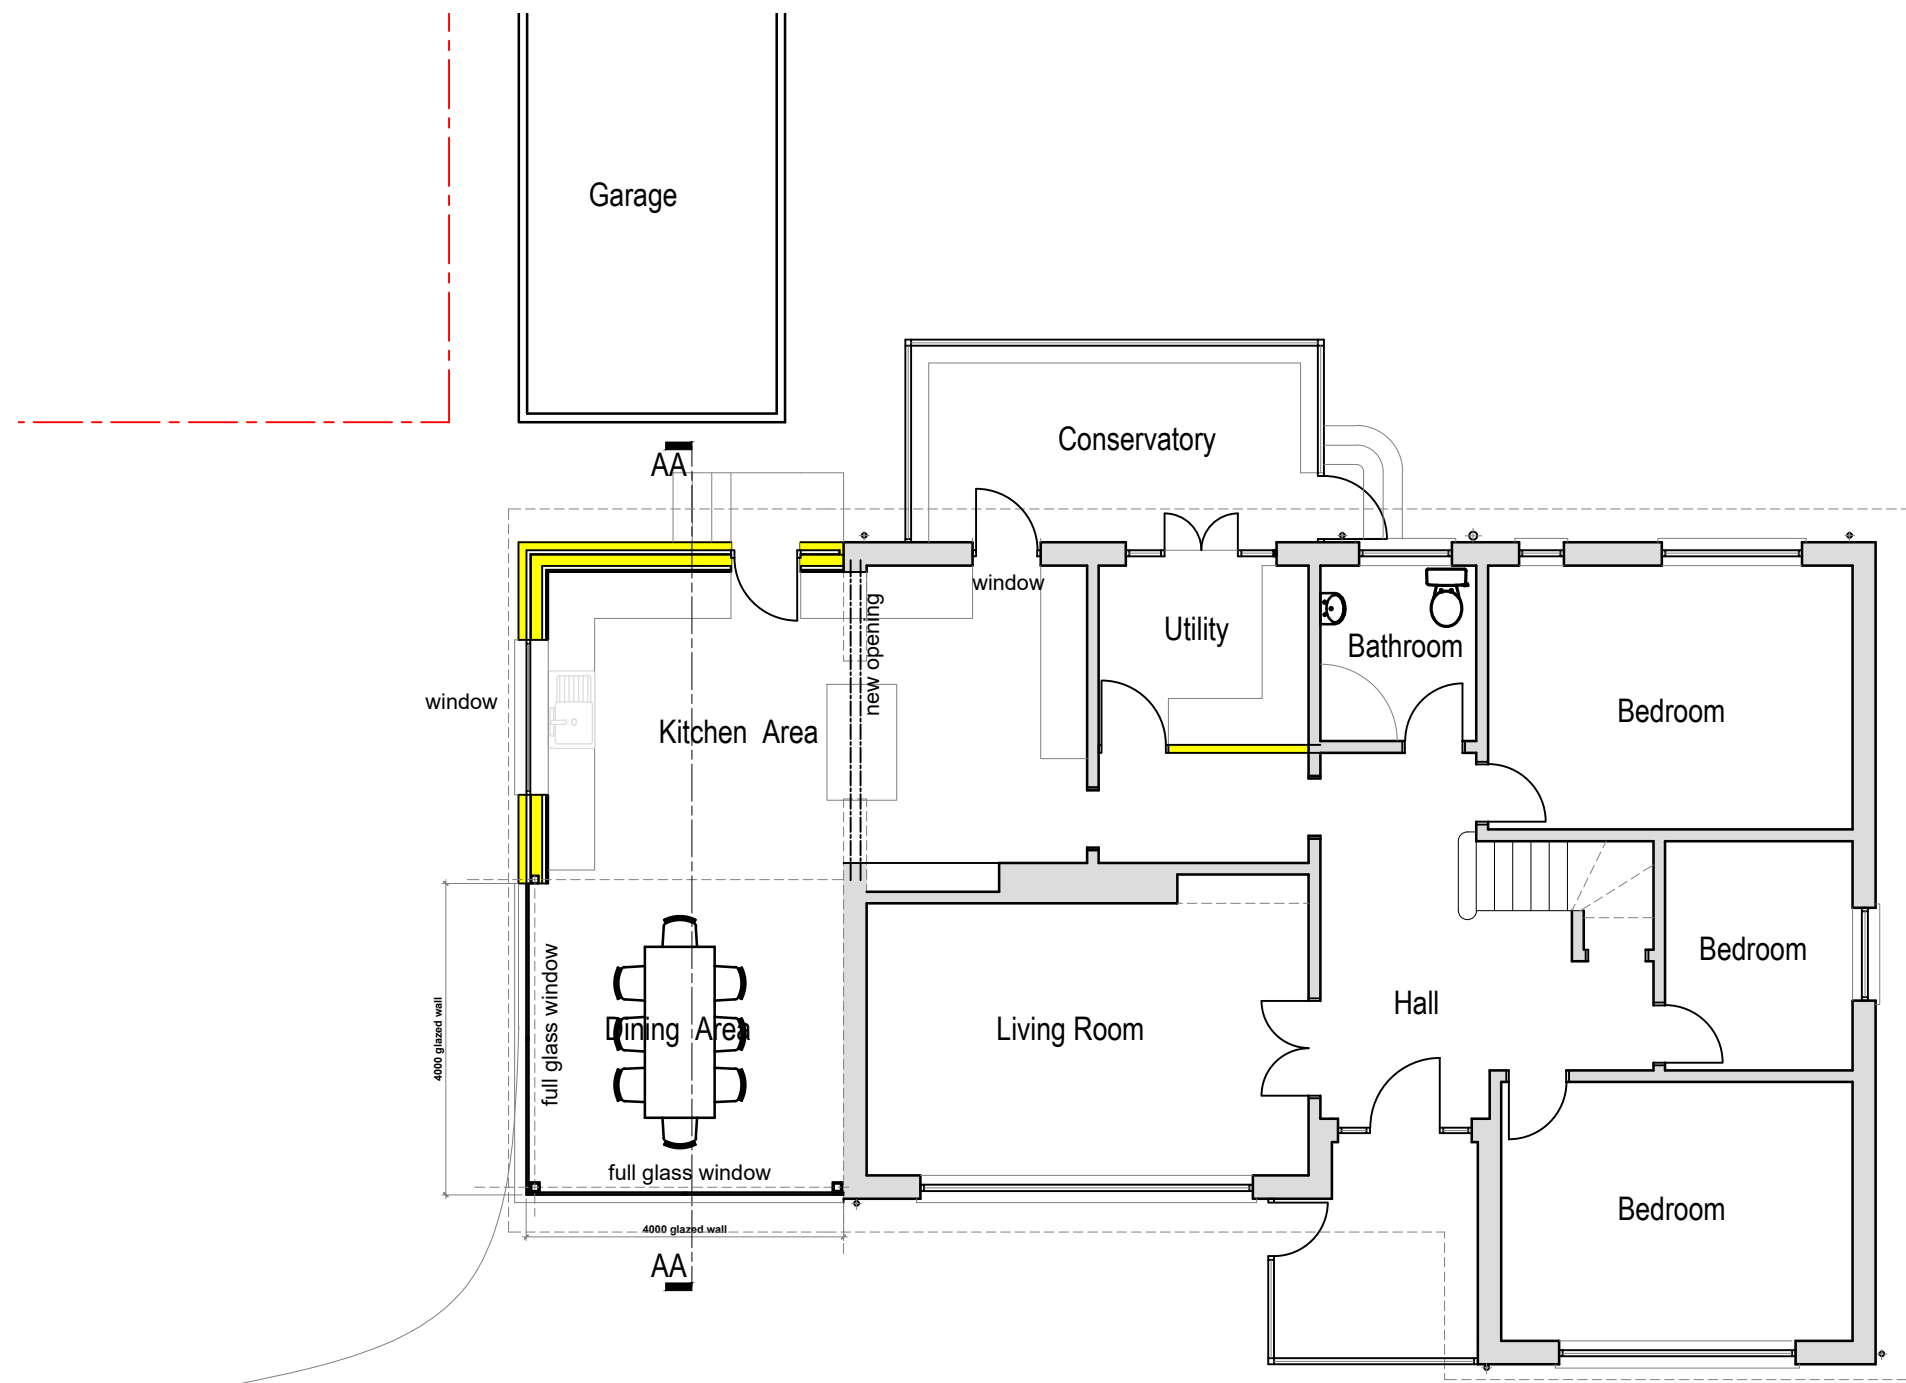 Garage
Conservatory
AA
window
new opening
Utility
Bathroom
window
Kitchen Area
Bedroom
Bedroom
full glass window
4000 glazed wall
Dining Area
Living Room
Hall
full glass window
4000 glazed wall
Bedroom
AA